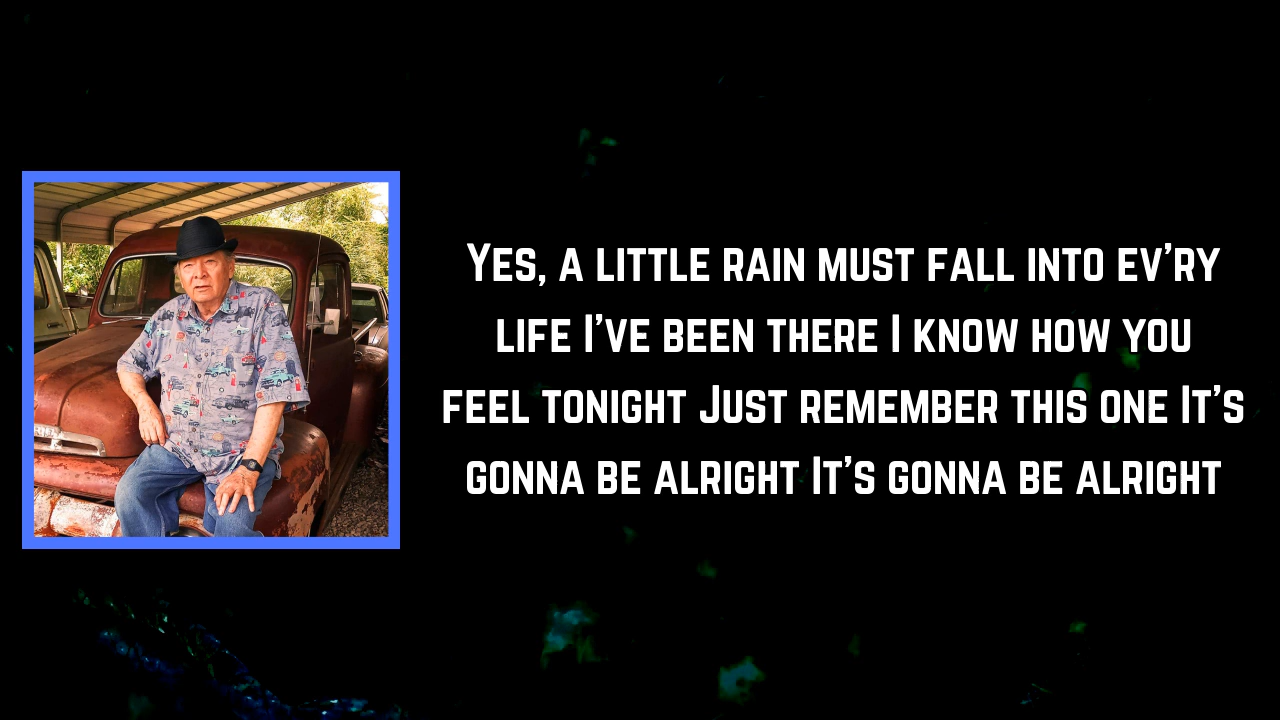 Yes, a little rain must fall into ev'ry
life I've been there I know how you
feel tonight Just remember this one It's
gonna be alright It's gonna be alright